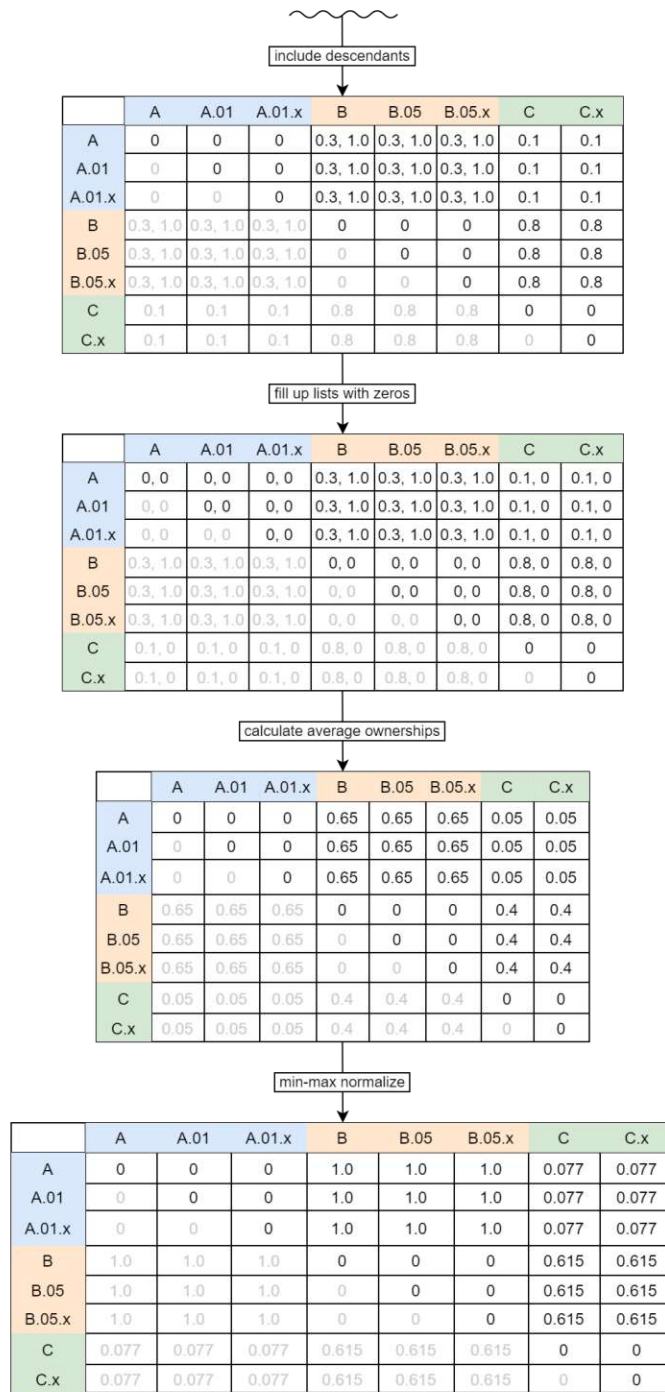 include descendants
A A.01 A.01.x B B.05 B.05.x C C.x
A 0 0 0 0.3, 1.0 0.3, 1.0 0.3, 1.0 0.1 0.1
A.01 0 0 0 0.3, 1.0 0.3, 1.0 0.3, 1.0 0.1 0.1
A.01.x 0 0 0 0.3, 1.0 0.3, 1.0 0.3, 1.0 0.1 0.1
B 0.3, 1.0 0.3, 1.0 0.3, 1.0 0 0 0 0.8 0.8
B.05 0.3, 1.0 0.3, 1.0 0.3, 1.0 0 0 0 0.8 0.8
B.05.x 0.3, 1.0 0.3, 1.0 0.3, 1.0 0 0 0 0.8 0.8
C 0.1 0.1 0.1 0.8 0.8 0.8 0 0
C.x 0.1 0.1 0.1 0.8 0.8 0.8 0 0
fill up lists with zeros
A A.01 A.01.x B B.05 B.05.x C C.x
A 0, 0 0, 0 0, 0 0.3, 1.0 0.3, 1.0 0.3, 1.0 0.1, 0 0.1, 0
A.01 0, 0 0, 0 0, 0 0.3, 1.0 0.3, 1.0 0.3, 1.0 0.1, 0 0.1, 0
A.01.x 0, 0 0, 0 0, 0 0.3, 1.0 0.3, 1.0 0.3, 1.0 0.1, 0 0.1, 0
B 0.3, 1.0 0.3, 1.0 0.3, 1.0 0, 0 0, 0 0, 0 0.8, 0 0.8, 0
B.05 0.3, 1.0 0.3, 1.0 0.3, 1.0 0, 0 0, 0 0, 0 0.8, 0 0.8, 0
B.05.x 0.3, 1.0 0.3, 1.0 0.3, 1.0 0, 0 0, 0 0, 0 0.8, 0 0.8, 0
C 0.1, 0 0.1, 0 0.1, 0 0.8, 0 0.8, 0 0.8, 0 0 0
C.x 0.1, 0 0.1, 0 0.1, 0 0.8, 0 0.8, 0 0.8, 0 0 0
calculate average ownerships
A A.01 A.01.x B B.05 B.05.x C C.x
A 0 0 0 0.65 0.65 0.65 0.05 0.05
A.01 0 0 0 0.65 0.65 0.65 0.05 0.05
A.01.x 0 0 0 0.65 0.65 0.65 0.05 0.05
B 0.65 0.65 0.65 0 0 0 0.4 0.4
B.05 0.65 0.65 0.65 0 0 0 0.4 0.4
B.05.x 0.65 0.65 0.65 0 0 0 0.4 0.4
C 0.05 0.05 0.05 0.4 0.4 0.4 0 0
C.x 0.05 0.05 0.05 0.4 0.4 0.4 0 0
min-max normalize
A A.01 A.01.x B B.05 B.05.x C C.x
A 0 0 0 1.0 1.0 1.0 0.077 0.077
A.01 0 0 0 1.0 1.0 1.0 0.077 0.077
A.01.x 0 0 0 1.0 1.0 1.0 0.077 0.077
B 1.0 1.0 1.0 0 0 0 0.615 0.615
B.05 1.0 1.0 1.0 0 0 0 0.615 0.615
B.05.x 1.0 1.0 1.0 0 0 0 0.615 0.615
C 0.077 0.077 0.077 0.615 0.615 0.615 0 0
C.x 0.077 0.077 0.077 0.615 0.615 0.615 0 0